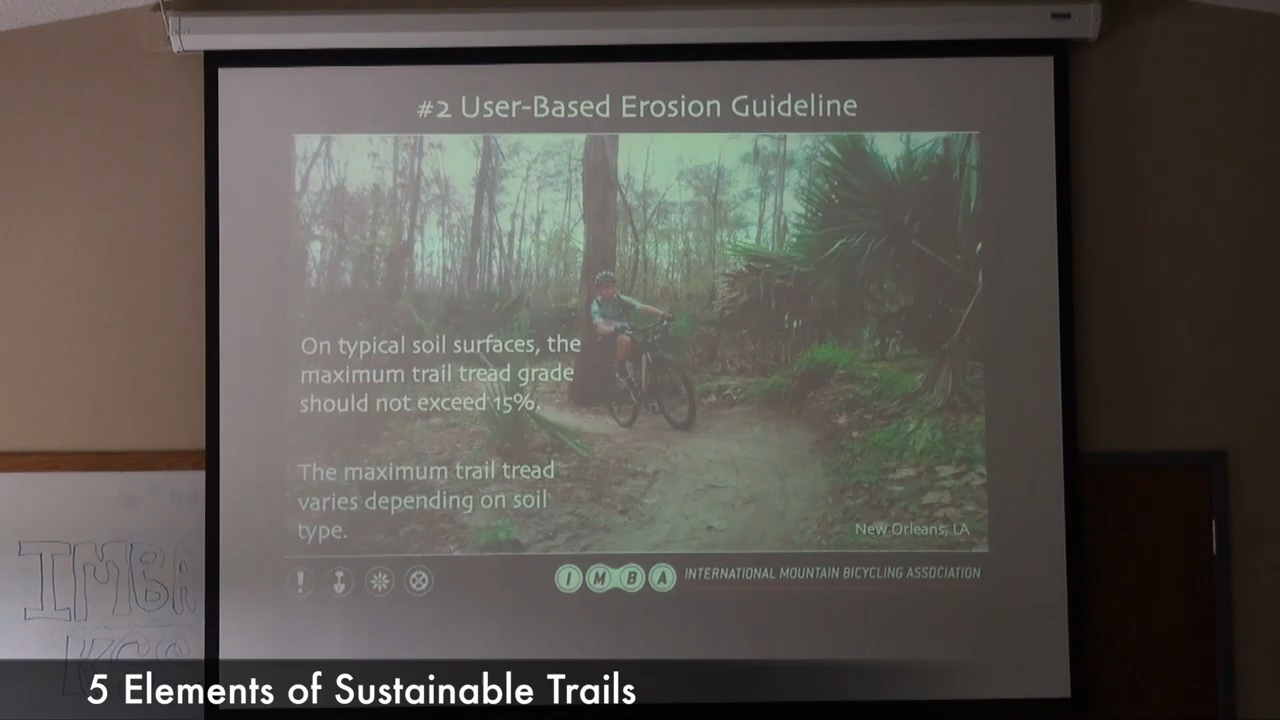 #2 User-Based Erosion Guideline
On typical soil surfaces, the
maximum trail tread grade
should not exceed 15%.
The maximum trail tread
varies depending on soil
type.
New Orleans, LA
IMBA INTERNATIONAL MOUNTAIN BICYCLING ASSOCIATION
IMBA
5 Elements of Sustainable Trails